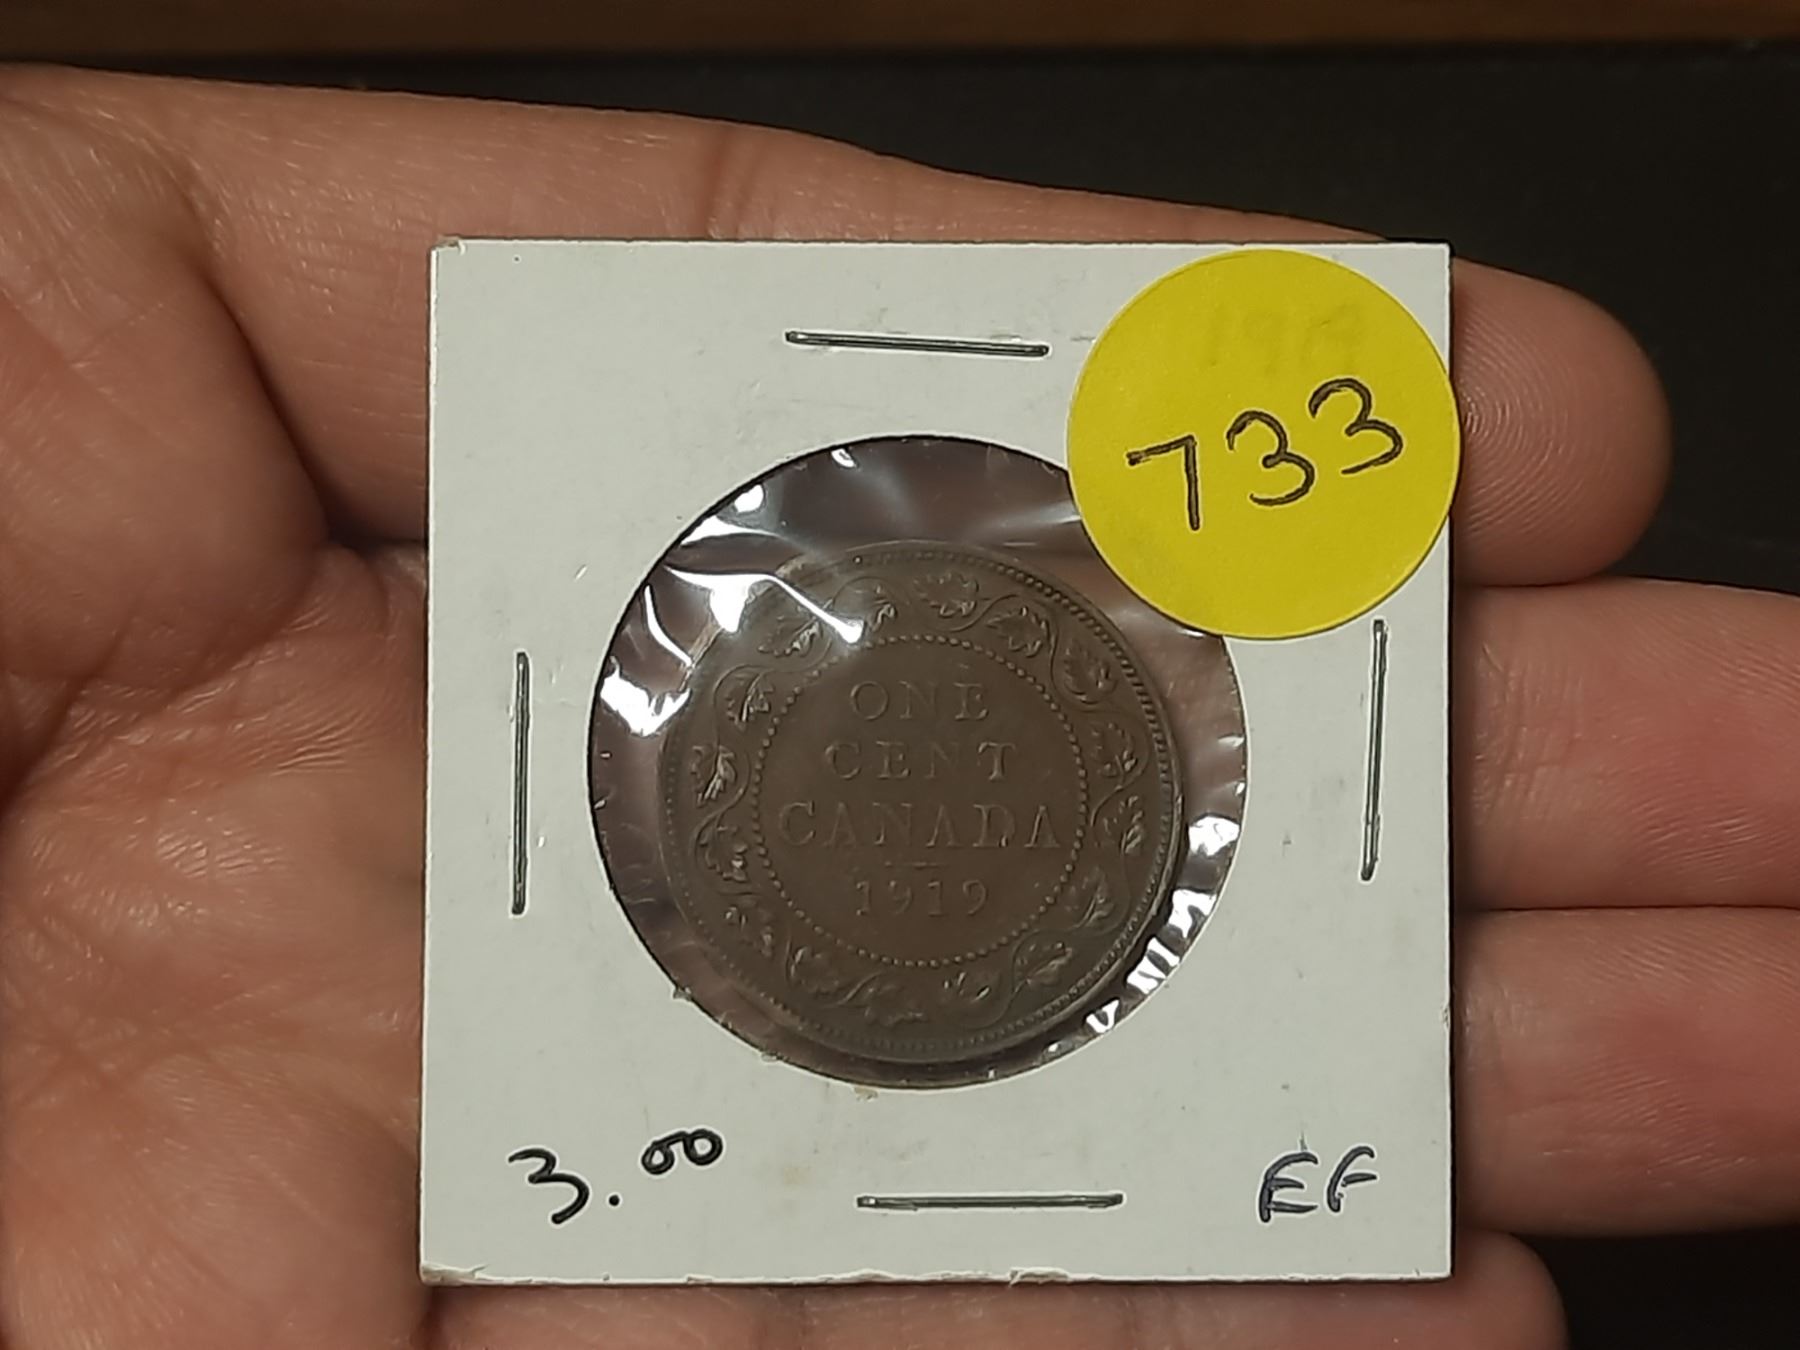 733
ONE
CENT
CANADA
1919
3.00
EF